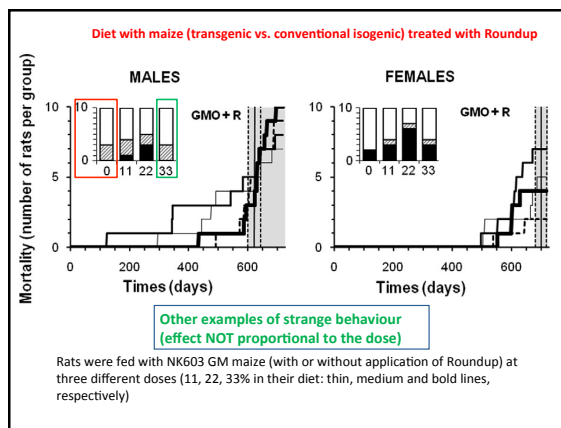 Diet with maize (transgenic vs. conventional isogenic) treated with Roundup
MALES
FEMALES
Mortality (number of rats per group)
10
5
0
10
0
0 11 22 33
GMO + R
0 200 400 600
Times (days)
10
5
0
10
0
0 11 22 33
GMO + R
0 200 400 600
Times (days)
Other examples of strange behaviour
(effect NOT proportional to the dose)
Rats were fed with NK603 GM maize (with or without application of Roundup) at
three different doses (11, 22, 33% in their diet: thin, medium and bold lines,
respectively)